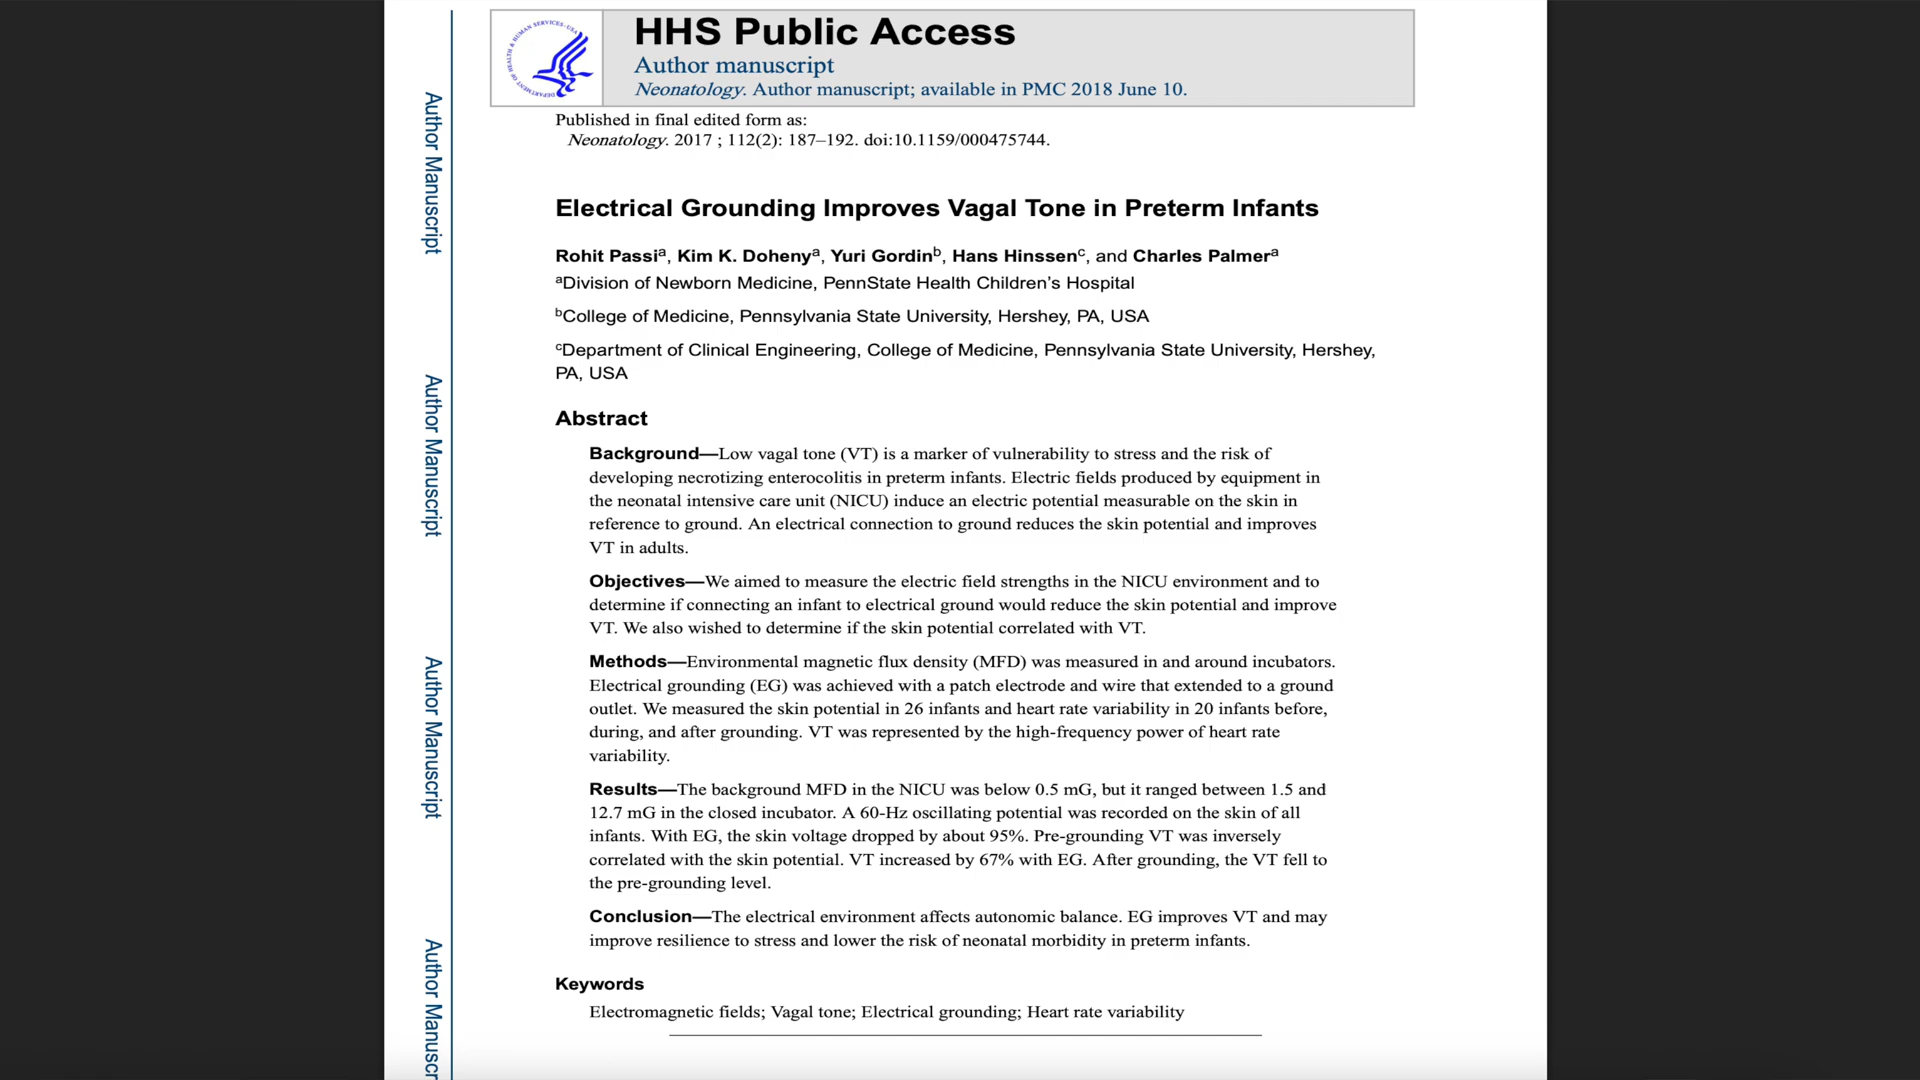 HHS Public Access
Author manuscript
Neonatology. Author manuscript; available in PMC 2018 June 10.
Published in final edited form as:
Neonatology. 2017 ; 112(2): 187–192. doi:10.1159/000475744.
Electrical Grounding Improves Vagal Tone in Preterm Infants
Rohit Passia, Kim K. Dohenya, Yuri Gordinb, Hans Hinssenc, and Charles Palmera
aDivision of Newborn Medicine, PennState Health Children's Hospital
bCollege of Medicine, Pennsylvania State University, Hershey, PA, USA
cDepartment of Clinical Engineering, College of Medicine, Pennsylvania State University, Hershey,
PA, USA
Abstract
Background—Low vagal tone (VT) is a marker of vulnerability to stress and the risk of
developing necrotizing enterocolitis in preterm infants. Electric fields produced by equipment in
the neonatal intensive care unit (NICU) induce an electric potential measurable on the skin in
reference to ground. An electrical connection to ground reduces the skin potential and improves
VT in adults.
Objectives—We aimed to measure the electric field strengths in the NICU environment and to
determine if connecting an infant to electrical ground would reduce the skin potential and improve
VT. We also wished to determine if the skin potential correlated with VT.
Methods—Environmental magnetic flux density (MFD) was measured in and around incubators.
Electrical grounding (EG) was achieved with a patch electrode and wire that extended to a ground
outlet. We measured the skin potential in 26 infants and heart rate variability in 20 infants before,
during, and after grounding. VT was represented by the high-frequency power of heart rate
variability.
Results—The background MFD in the NICU was below 0.5 mG, but it ranged between 1.5 and
12.7 mG in the closed incubator. A 60-Hz oscillating potential was recorded on the skin of all
infants. With EG, the skin voltage dropped by about 95%. Pre-grounding VT was inversely
correlated with the skin potential. VT increased by 67% with EG. After grounding, the VT fell to
the pre-grounding level.
Conclusion—The electrical environment affects autonomic balance. EG improves VT and may
improve resilience to stress and lower the risk of neonatal morbidity in preterm infants.
Keywords
Electromagnetic fields; Vagal tone; Electrical grounding; Heart rate variability
Author Manuscript
Author Manuscript
Author Manuscript
Author Manuscr
DEPARTMENT OF HEALTH & HUMAN SERVICES·USA